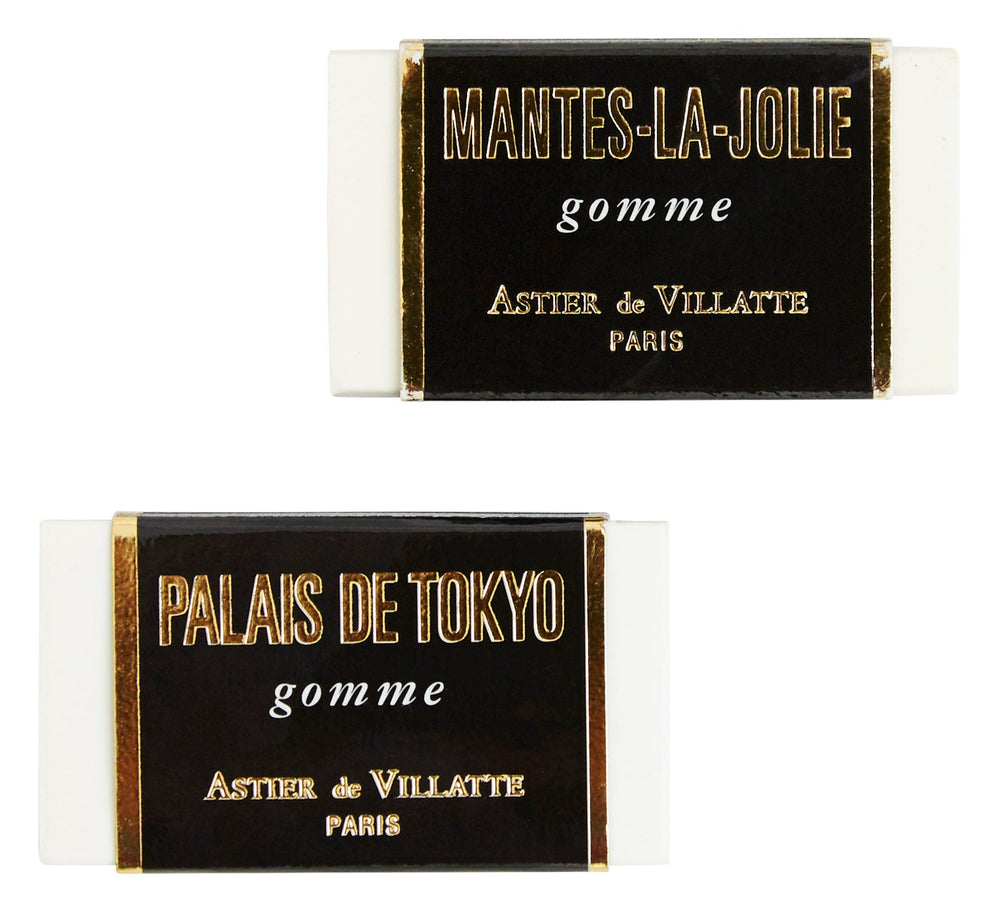 MANTES-LA-JOLIE
gomme
ASTIER de VILLATTE
PARIS
PALAIS DE TOKYO
gomme
ASTIER de VILLATTE
PARIS